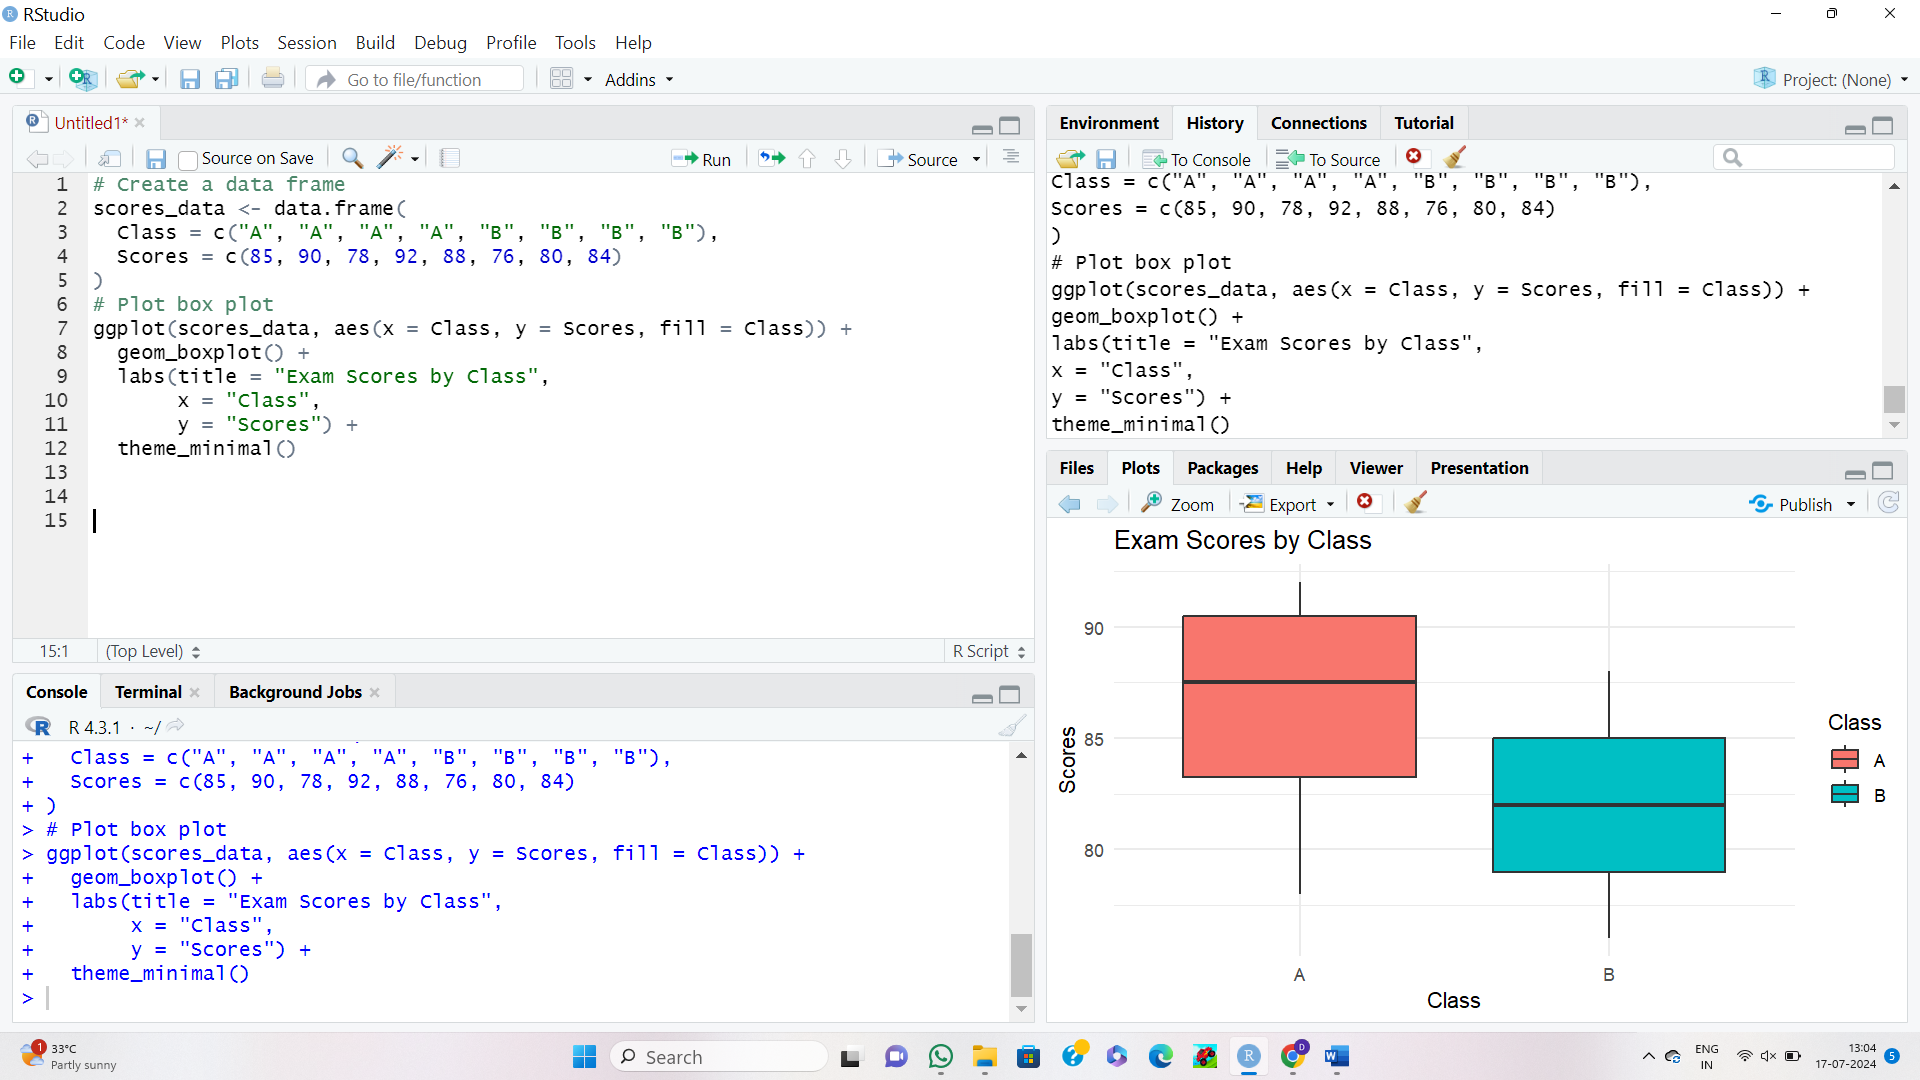 RStudio
File Edit Code View Plots Session Build Debug Profile Tools Help
Go to file/function Addins Project: (None)
Untitled1*
Source on Save Run Source
1 # Create a data frame
2 scores_data <- data.frame(
3 Class = c("A", "A", "A", "A", "B", "B", "B", "B"),
4 Scores = c(85, 90, 78, 92, 88, 76, 80, 84)
5 )
6 # Plot box plot
7 ggplot(scores_data, aes(x = Class, y = Scores, fill = Class)) +
8 geom_boxplot() +
9 labs(title = "Exam Scores by Class",
10 x = "Class",
11 y = "Scores") +
12 theme_minimal()
13
14
15
15:1 (Top Level) R Script
Console Terminal Background Jobs
R 4.3.1 · ~/
+ Class = c("A", "A", "A", "A", "B", "B", "B", "B"),
+ Scores = c(85, 90, 78, 92, 88, 76, 80, 84)
+ )
> # Plot box plot
> ggplot(scores_data, aes(x = Class, y = Scores, fill = Class)) +
+ geom_boxplot() +
+ labs(title = "Exam Scores by Class",
+ x = "Class",
+ y = "Scores") +
+ theme_minimal()
>
Environment History Connections Tutorial
To Console To Source
Class = c("A", "A", "A", "A", "B", "B", "B", "B"),
Scores = c(85, 90, 78, 92, 88, 76, 80, 84)
)
# Plot box plot
ggplot(scores_data, aes(x = Class, y = Scores, fill = Class)) +
geom_boxplot() +
labs(title = "Exam Scores by Class",
x = "Class",
y = "Scores") +
theme_minimal()
Files Plots Packages Help Viewer Presentation
Zoom Export Publish
Exam Scores by Class
90
85
80
Scores
A B
Class
Class
A
B
1
33°C
Partly sunny
Search
D
ENG
IN
13:04
17-07-2024
5